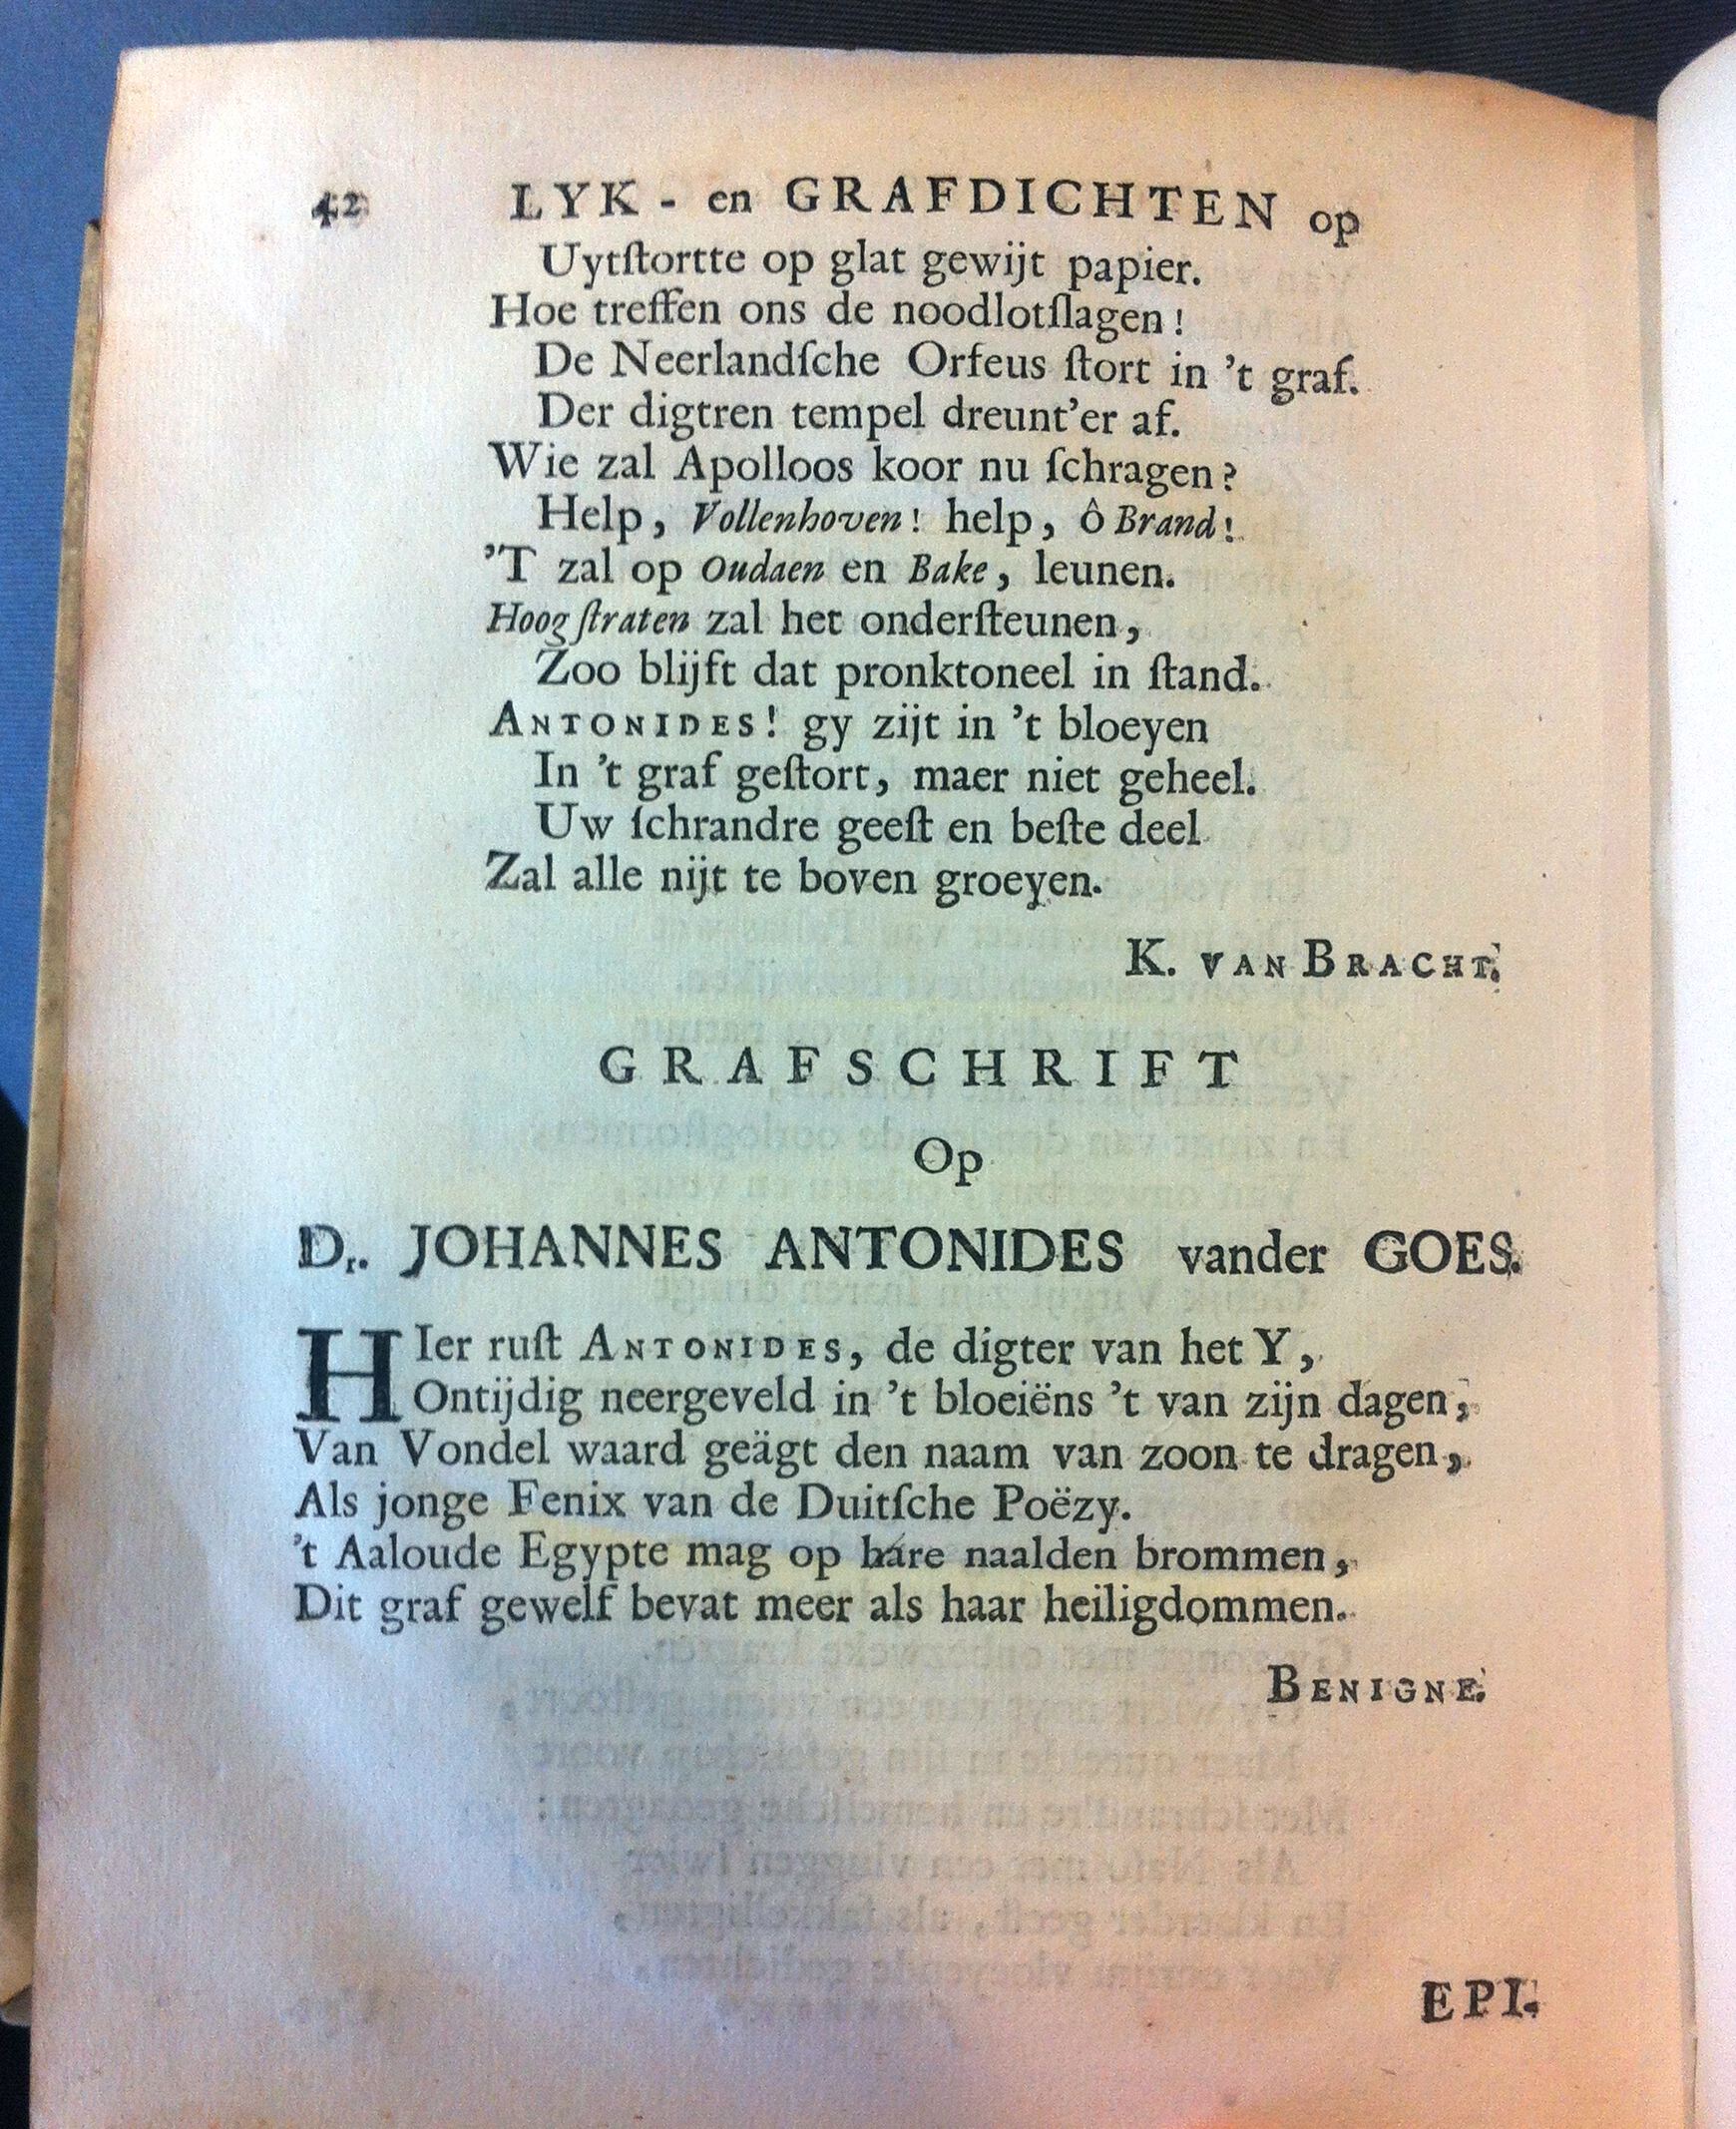 42 LYK - en GRAFDICHTEN op
Uytſtortte op glat gewijt papier.
Hoe treffen ons de noodlotſlagen!
De Neerlandſche Orfeus ſtort in 't graf.
Der digtren tempel dreunt'er af.
Wie zal Apolloos koor nu ſchragen?
Help, Vollenhoven! help, ô Brand!
'T zal op Oudaen en Bake, leunen.
Hoogſtraten zal het onderſteunen,
Zoo blijft dat pronktoneel in ſtand.
ANTONIDES! gy zijt in 't bloeyen
In 't graf geſtort, maer niet geheel.
Uw ſchrandre geeſt en beſte deel
Zal alle nijt te boven groeyen.
K. VAN BRACHT.
GRAFSCHRIFT
Op
Dr. JOHANNES ANTONIDES vander GOES.
HIer ruſt ANTONIDES, de digter van het Y,
Ontijdig neergeveld in 't bloeiëns 't van zijn dagen,
Van Vondel waard geägt den naam van zoon te dragen,
Als jonge Fenix van de Duitſche Poëzy.
't Aaloude Egypte mag op hare naalden brommen,
Dit graf gewelf bevat meer als haar heiligdommen.
BENIGNE.
EPI.